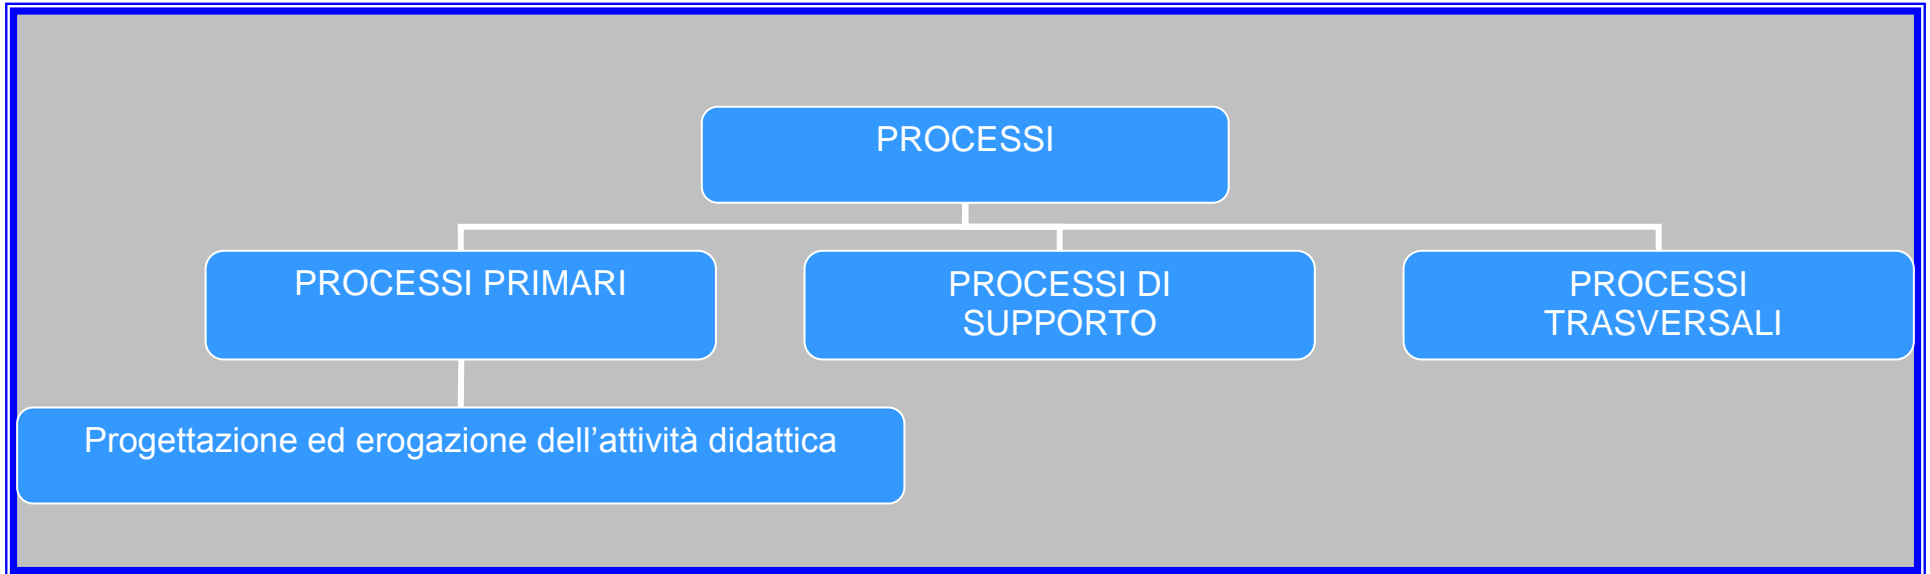 PROCESSI
PROCESSI PRIMARI
PROCESSI DI
SUPPORTO
PROCESSI
TRASVERSALI
Progettazione ed erogazione dell’attività didattica